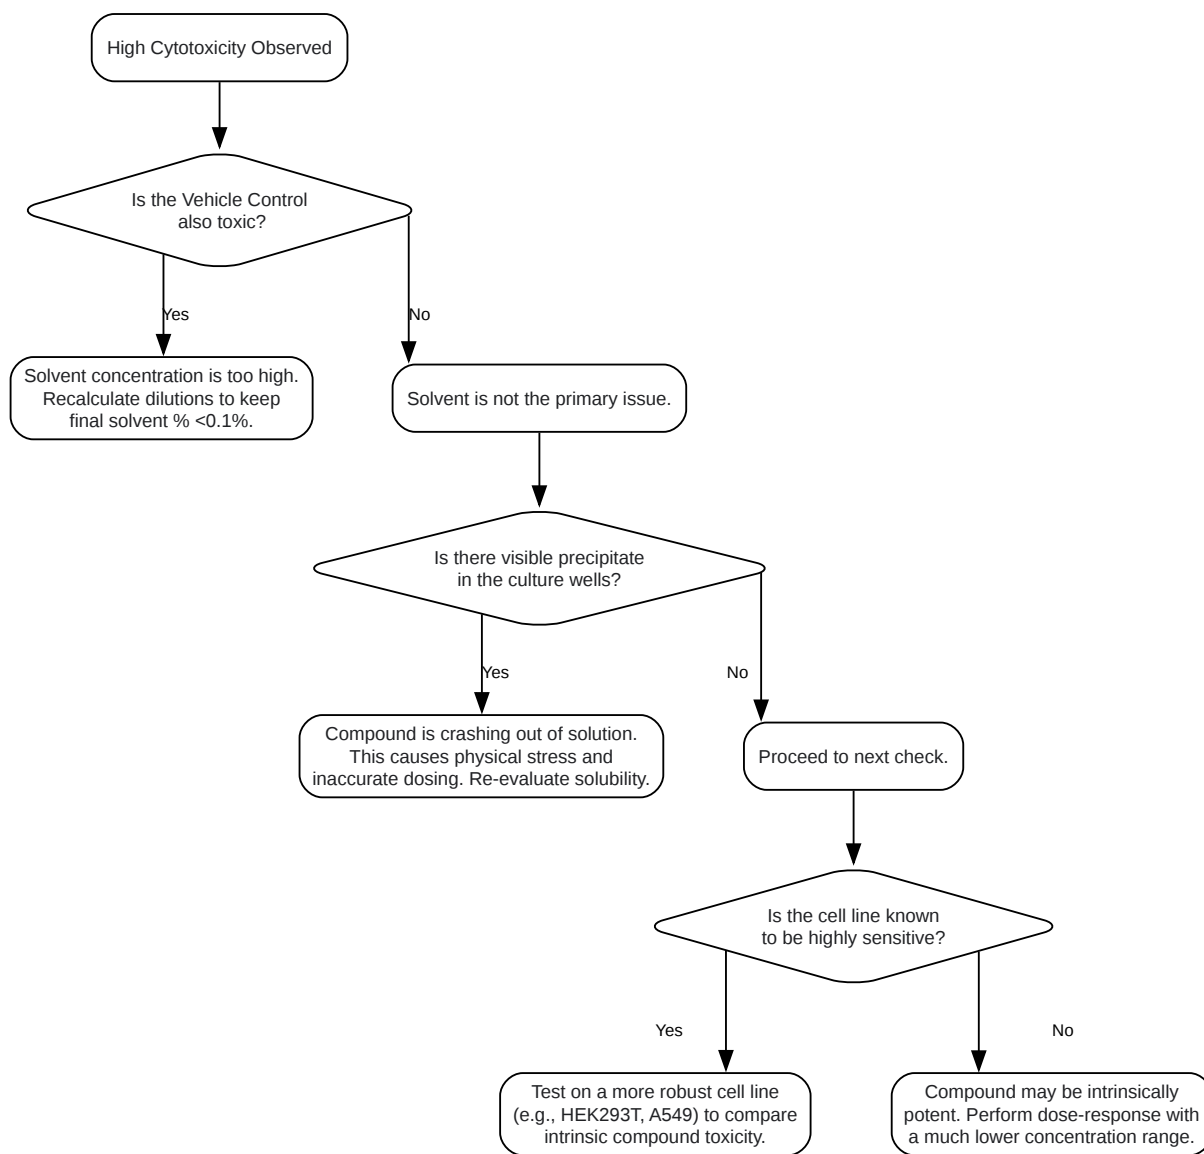 High Cytotoxicity Observed
Is the Vehicle Control
also toxic?
Yes
No
Solvent concentration is too high.
Recalculate dilutions to keep
final solvent % <0.1%.
Solvent is not the primary issue.
Is there visible precipitate
in the culture wells?
Yes
No
Compound is crashing out of solution.
This causes physical stress and
inaccurate dosing. Re-evaluate solubility.
Proceed to next check.
Is the cell line known
to be highly sensitive?
Yes
No
Test on a more robust cell line
(e.g., HEK293T, A549) to compare
intrinsic compound toxicity.
Compound may be intrinsically
potent. Perform dose-response with
a much lower concentration range.